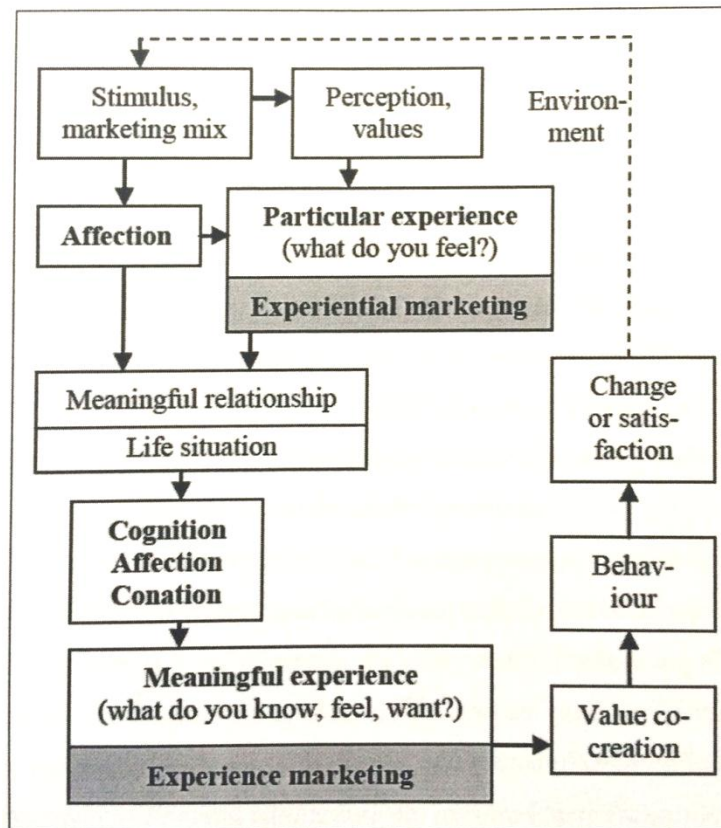 Stimulus,
marketing mix
Perception,
values
Environ-
ment
Affection
Particular experience
(what do you feel?)
Experiential marketing
Meaningful relationship
Life situation
Change
or satis-
faction
Cognition
Affection
Conation
Behav-
iour
Meaningful experience
(what do you know, feel, want?)
Experience marketing
Value co-
creation